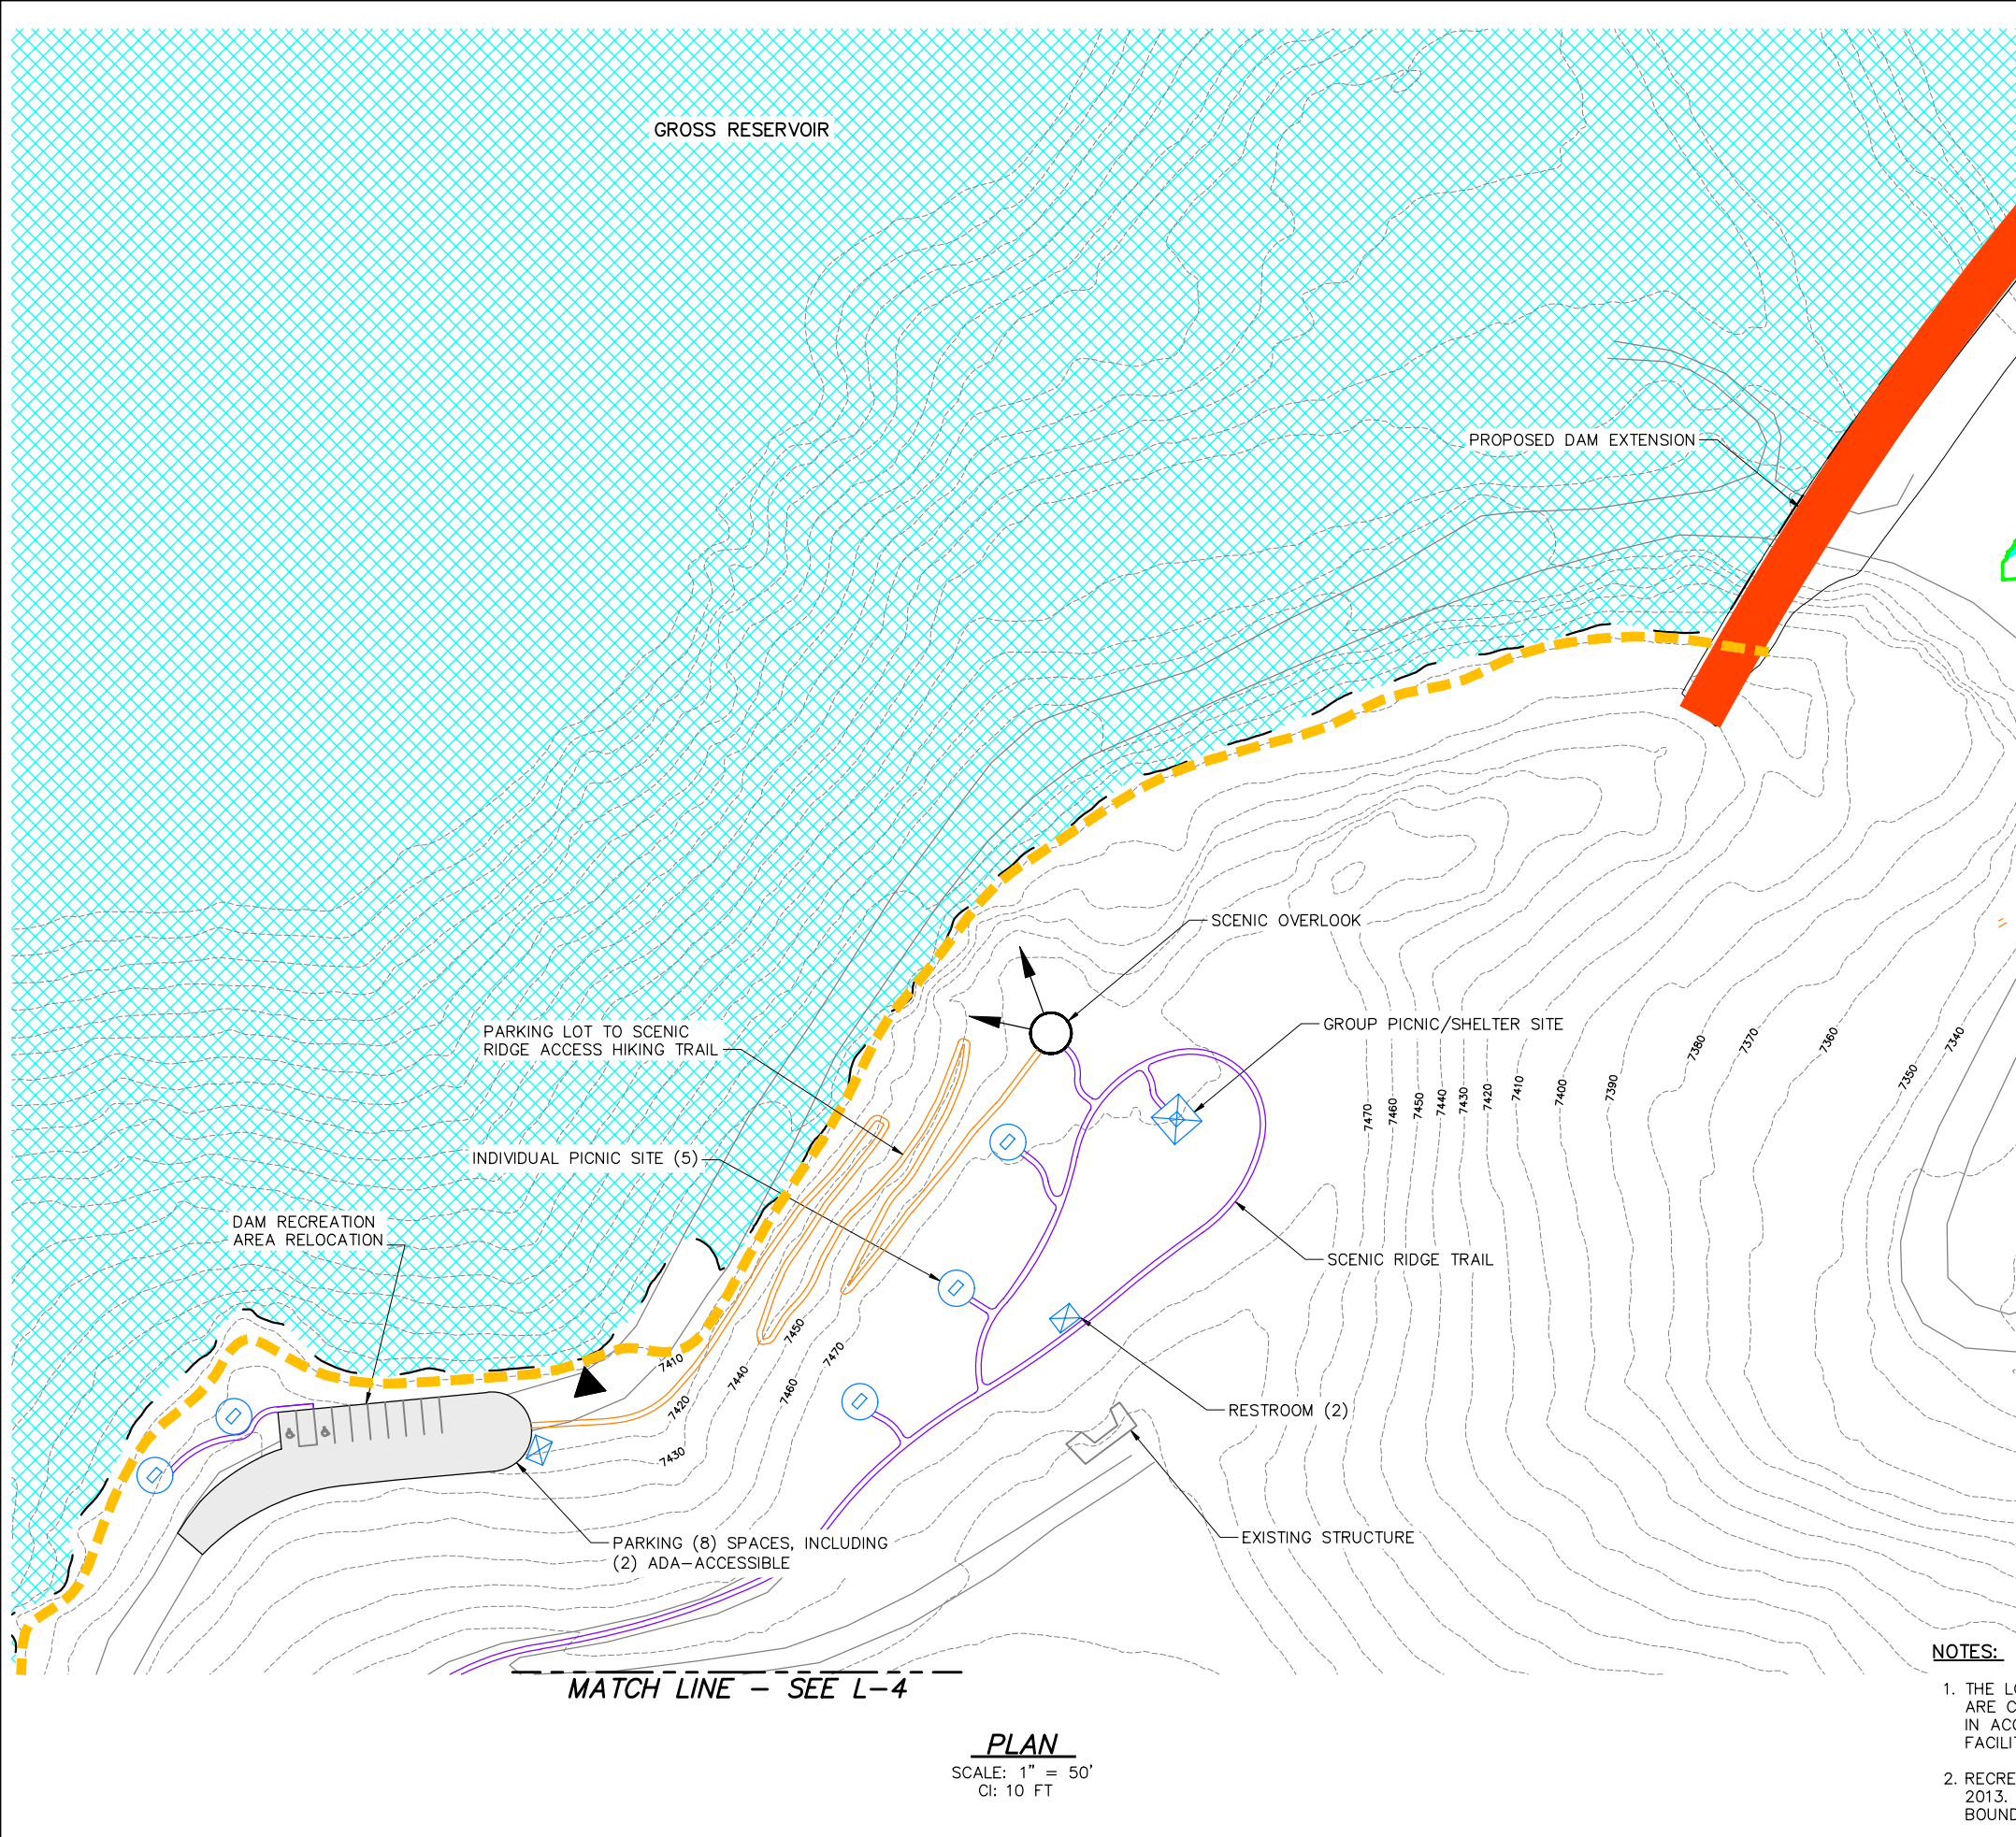 GROSS RESERVOIR
PROPOSED DAM EXTENSION
SCENIC OVERLOOK
PARKING LOT TO SCENIC
RIDGE ACCESS HIKING TRAIL
GROUP PICNIC/SHELTER SITE
INDIVIDUAL PICNIC SITE (5)
DAM RECREATION
AREA RELOCATION
SCENIC RIDGE TRAIL
7470
7460
7450
7440
7430
7420
7410
7400
7390
7380
7370
7360
7350
7340
7410
7420
7430
7440
7450
7460
7470
RESTROOM (2)
EXISTING STRUCTURE
PARKING (8) SPACES, INCLUDING
(2) ADA-ACCESSIBLE
MATCH LINE - SEE L-4
PLAN
SCALE: 1" = 50'
CI: 10 FT
NOTES:
1. THE
ARE
IN
2.
2013.